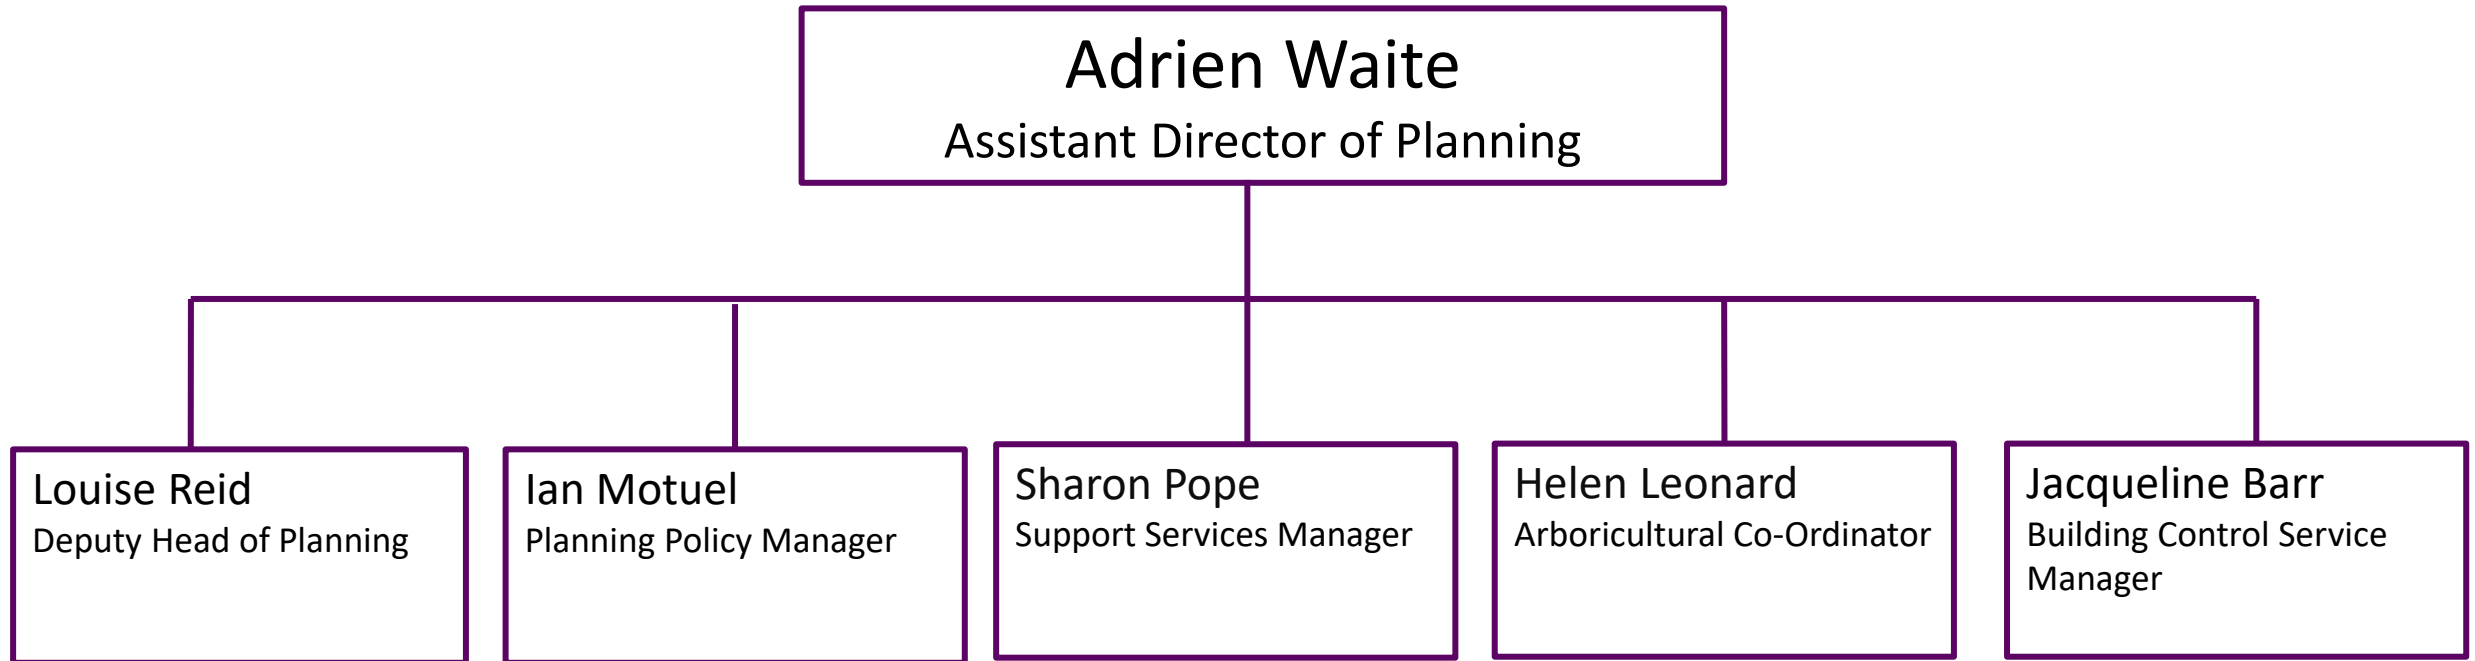 Adrien Waite
Assistant Director of Planning
Louise Reid
Deputy Head of Planning
Ian Motuel
Planning Policy Manager
Sharon Pope
Support Services Manager
Helen Leonard
Arboricultural Co-Ordinator
Jacqueline Barr
Building Control Service
Manager